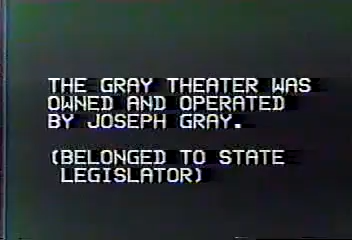 THE GRAY THEATER WAS
OWNED AND OPERATED
BY JOSEPH GRAY.
(BELONGED TO STATE
LEGISLATOR)